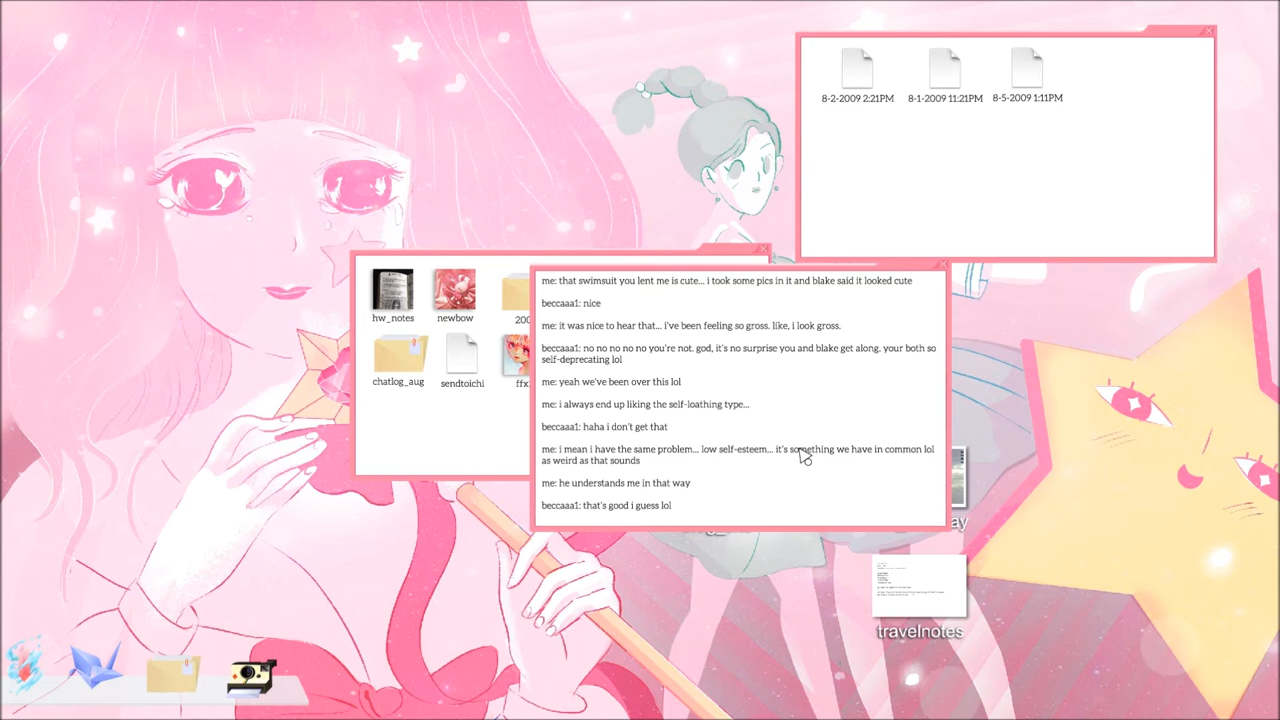 8-2-2009 2:21PM
8-1-2009 11:21PM
8-5-2009 1:11PM
hw_notes
newbow
200
chatlog_aug
sendtoichi
ffx
me: that swimsuit you lent me is cute... i took some pics in it and blake said it looked cute
beccaaa1: nice
me: it was nice to hear that... i've been feeling so gross. like, i look gross.
beccaaa1: no no no no no you're not. god, it's no surprise you and blake get along. your both so
self-deprecating lol
me: yeah we've been over this lol
me: i always end up liking the self-loathing type...
beccaaa1: haha i don't get that
me: i mean i have the same problem... low self-esteem... it's something we have in common lol
as weird as that sounds
me: he understands me in that way
beccaaa1: that's good i guess lol
ay
travelnotes